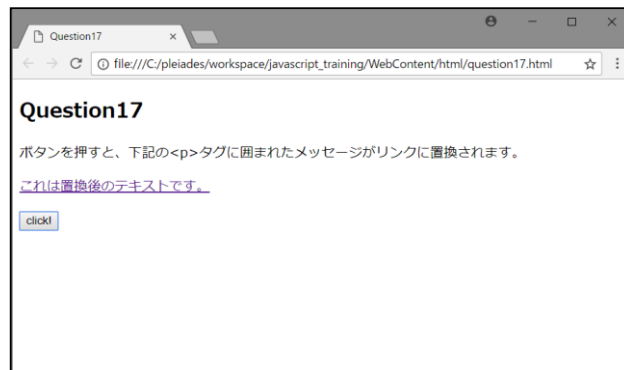 Question17
file:///C:/pleiades/workspace/javascript_training/WebContent/html/question17.html
Question17
ボタンを押すと、下記の<p>タグに囲まれたメッセージがリンクに置換されます。
これは置換後のテキストです。
click!